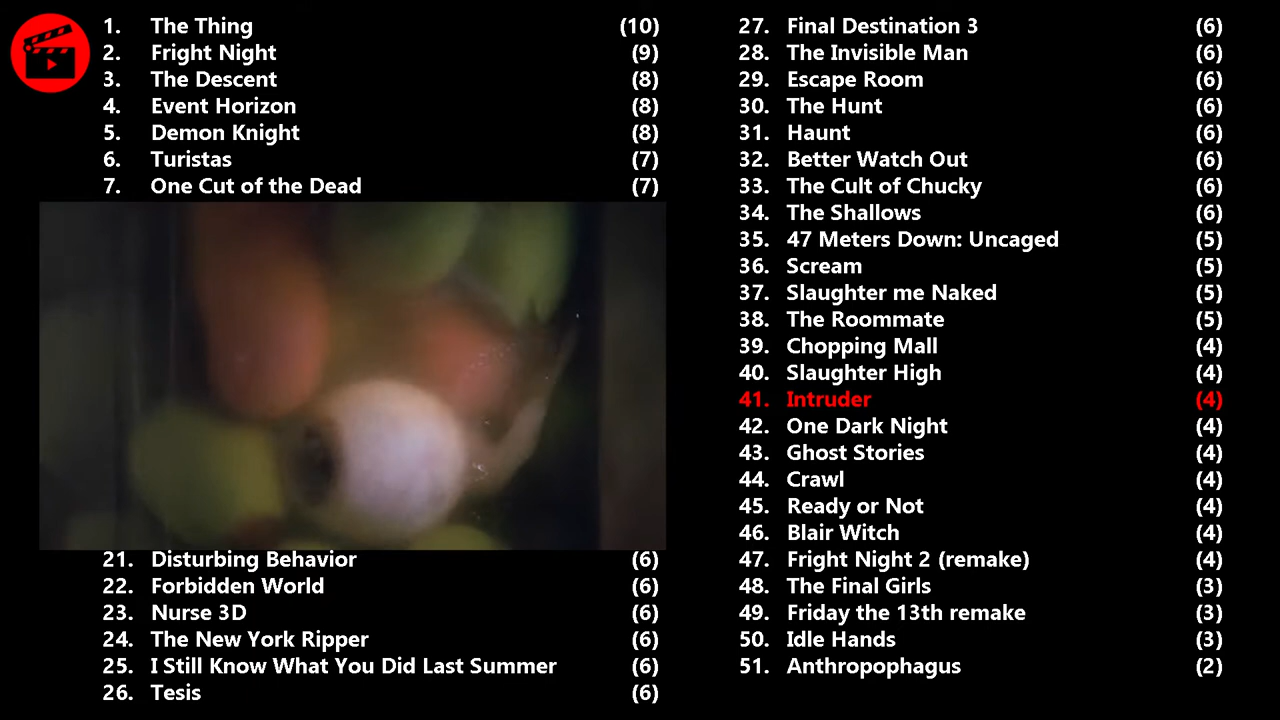 1. The Thing (10)
2. Fright Night (9)
3. The Descent (8)
4. Event Horizon (8)
5. Demon Knight (8)
6. Turistas (7)
7. One Cut of the Dead (7)
21. Disturbing Behavior (6)
22. Forbidden World (6)
23. Nurse 3D (6)
24. The New York Ripper (6)
25. I Still Know What You Did Last Summer (6)
26. Tesis (6)
27. Final Destination 3 (6)
28. The Invisible Man (6)
29. Escape Room (6)
30. The Hunt (6)
31. Haunt (6)
32. Better Watch Out (6)
33. The Cult of Chucky (6)
34. The Shallows (6)
35. 47 Meters Down: Uncaged (5)
36. Scream (5)
37. Slaughter me Naked (5)
38. The Roommate (5)
39. Chopping Mall (4)
40. Slaughter High (4)
41. Intruder (4)
42. One Dark Night (4)
43. Ghost Stories (4)
44. Crawl (4)
45. Ready or Not (4)
46. Blair Witch (4)
47. Fright Night 2 (remake) (4)
48. The Final Girls (3)
49. Friday the 13th remake (3)
50. Idle Hands (3)
51. Anthropophagus (2)